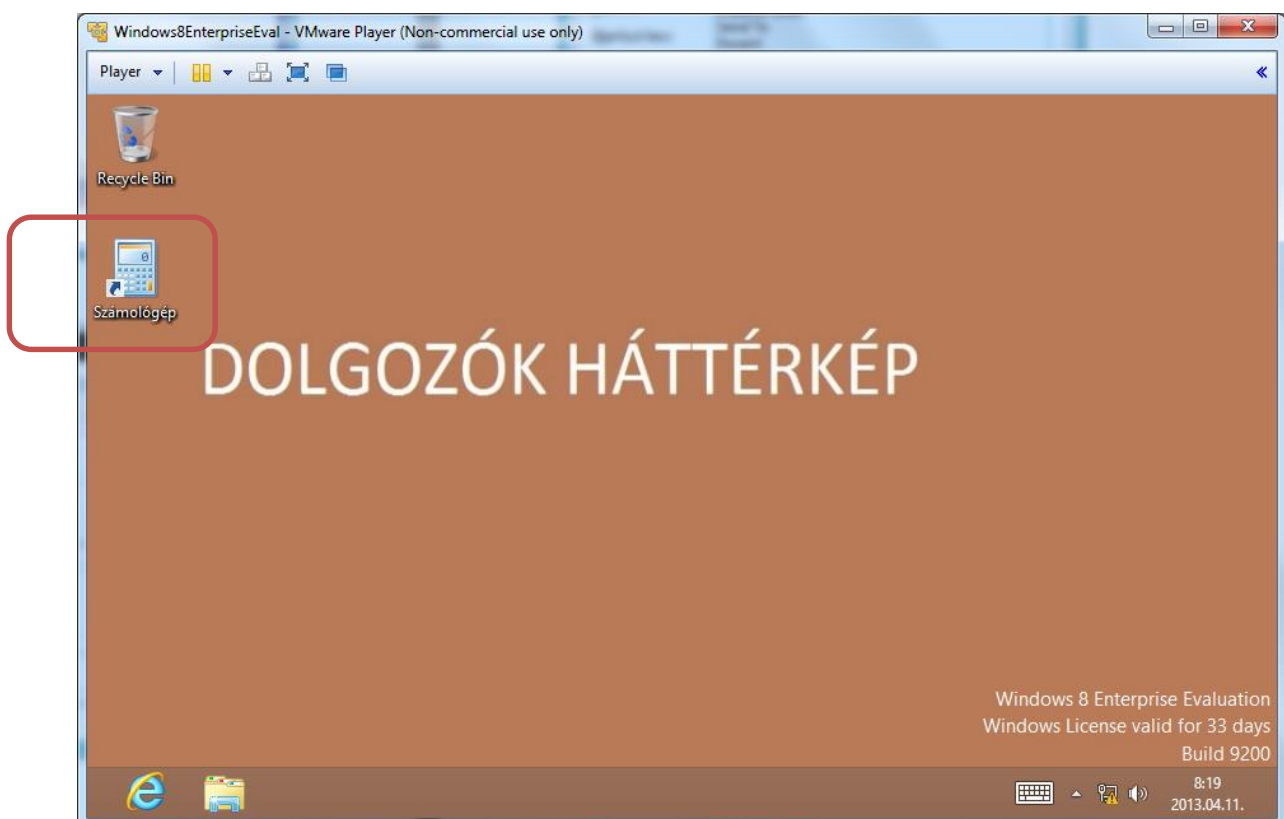 Windows8EnterpriseEval - VMware Player (Non-commercial use only)
Player
Recycle Bin
Számológép
DOLGOZÓK HÁTTÉRKÉP
Windows 8 Enterprise Evaluation
Windows License valid for 33 days
Build 9200
8:19
2013.04.11.